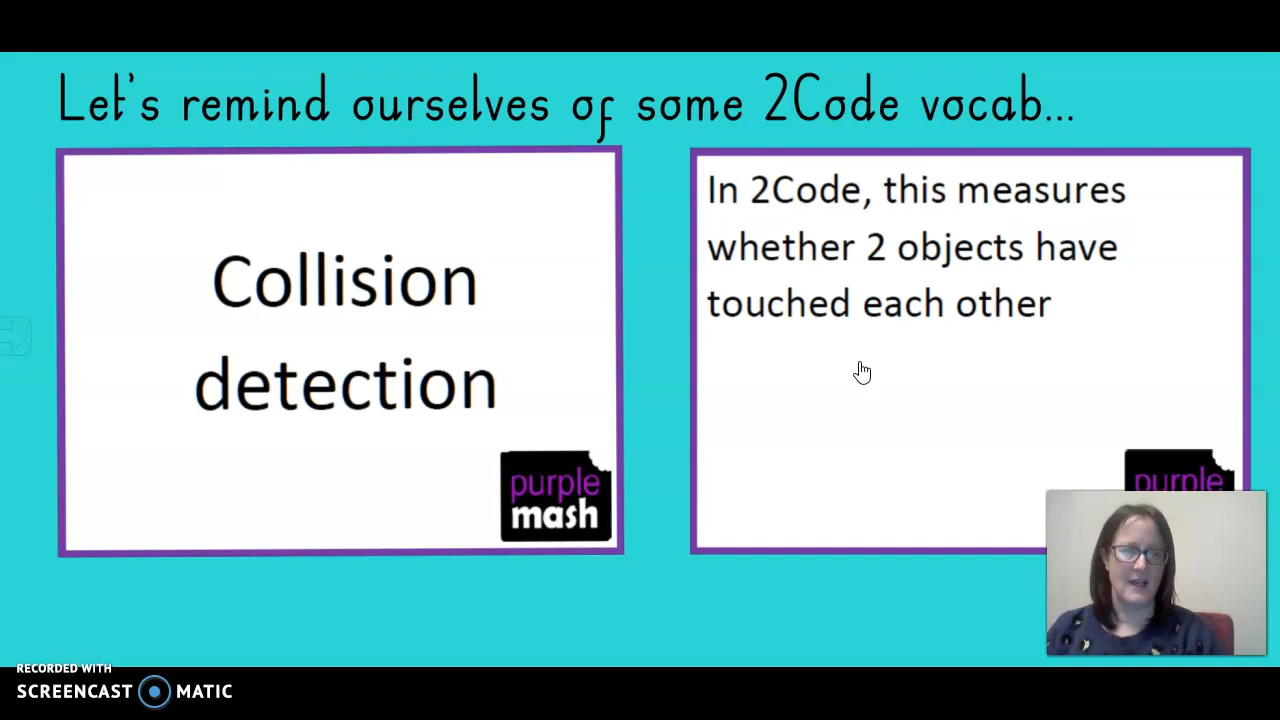 Let's remind ourselves of some 2Code vocab...
Collision
detection
purple
mash
In 2Code, this measures
whether 2 objects have
touched each other
purple
RECORDED WITH
SCREENCAST MATIC